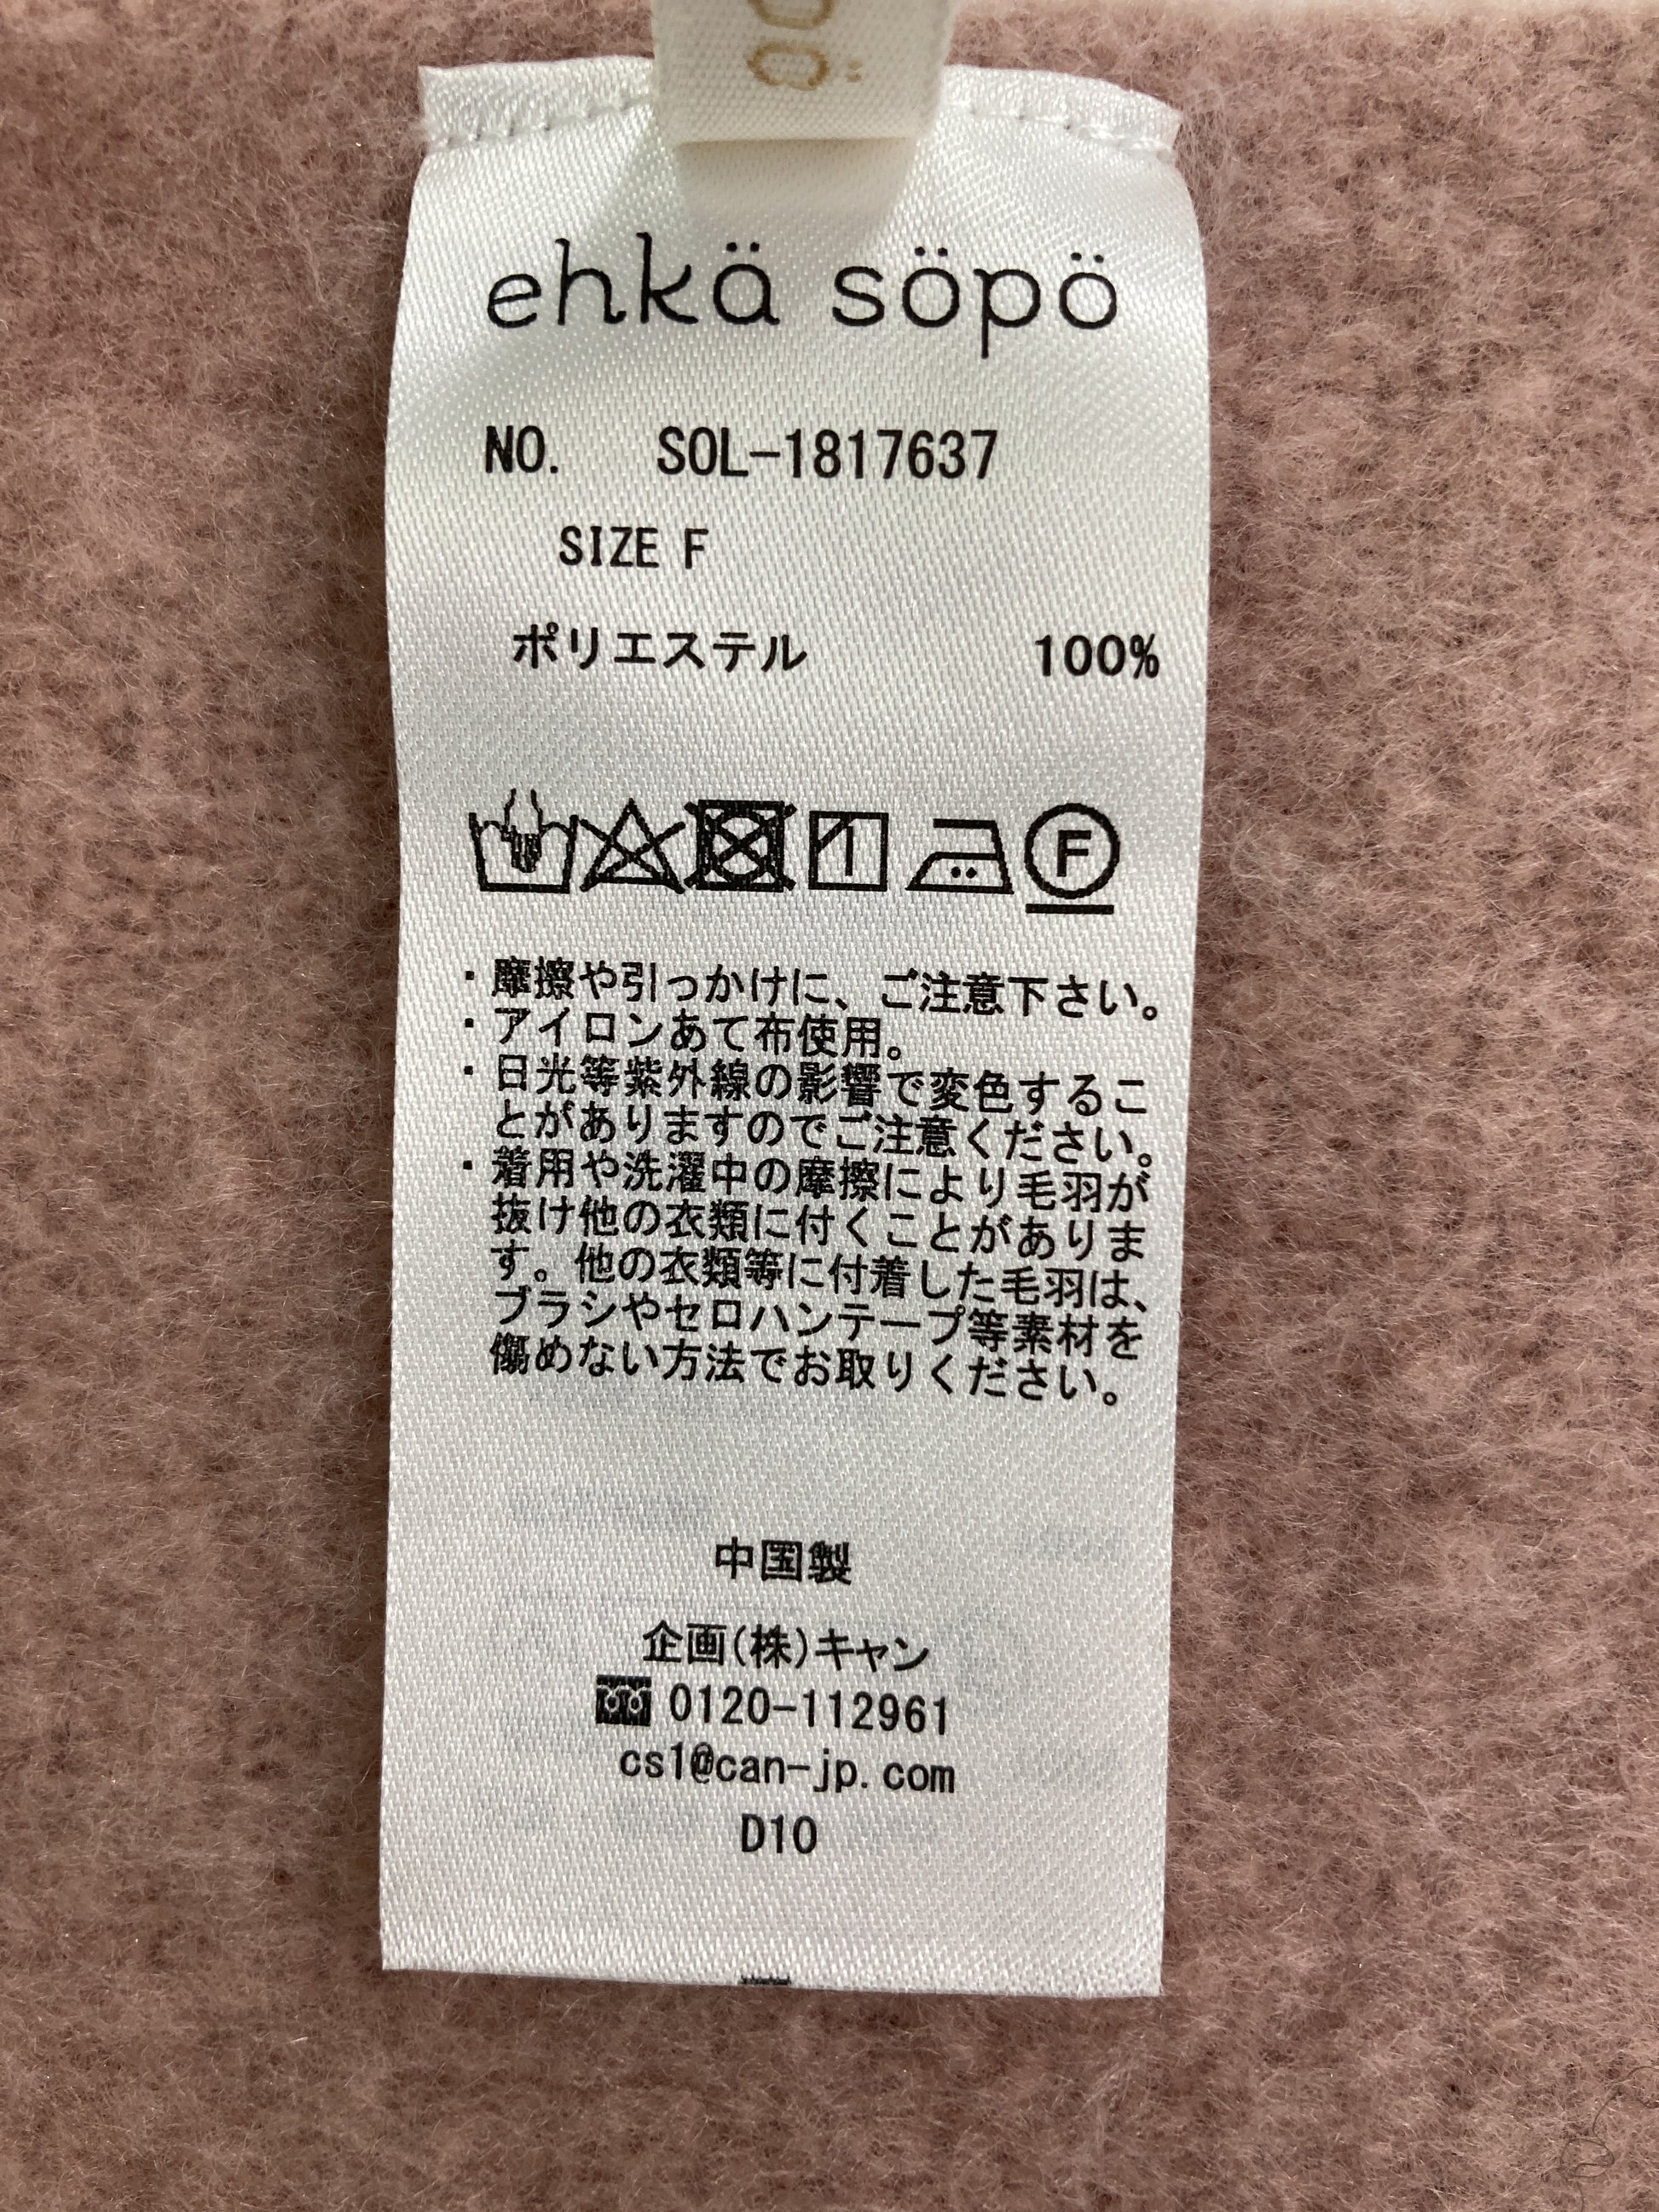 ehkä söpö
NO. SOL-1817637
SIZE F
ポリエステル 100%
F
・摩擦や引っかけに、ご注意下さい。
・アイロンあて布使用。
・日光等紫外線の影響で変色するこ
とがありますのでご注意ください。
・着用や洗濯中の摩擦により毛羽が
抜け他の衣類に付くことがありま
す。他の衣類等に付着した毛羽は、
ブラシやセロハンテープ等素材を
傷めない方法でお取りください。
中国製
企画(株)キャン
0120-112961
cs1@can-jp.com
D10